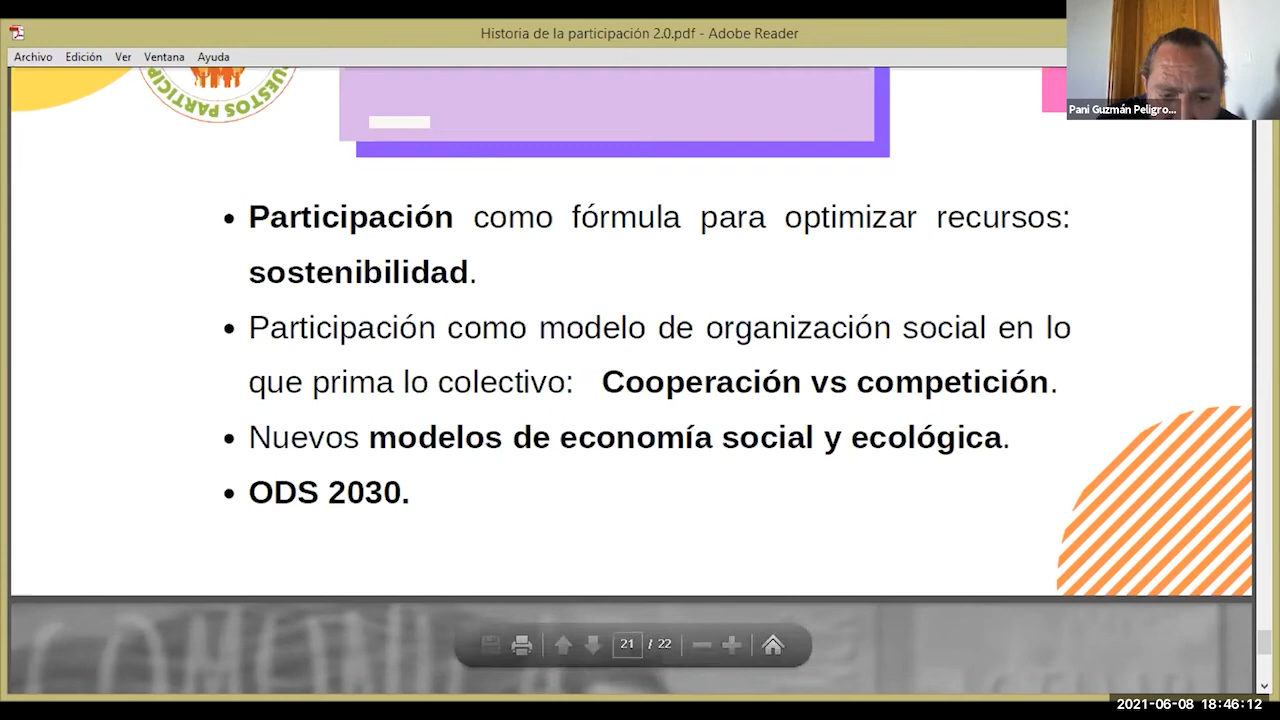 Historia de la participación 2.0.pdf - Adobe Reader
Archivo Edición Ver Ventana Ayuda
UESTOS PARTICIP
Pani Guzmán Peligro...
• Participación como fórmula para optimizar recursos:
sostenibilidad.
• Participación como modelo de organización social en lo
que prima lo colectivo: Cooperación vs competición.
• Nuevos modelos de economía social y ecológica.
• ODS 2030.
21 / 22
2021-06-08 18:46:12